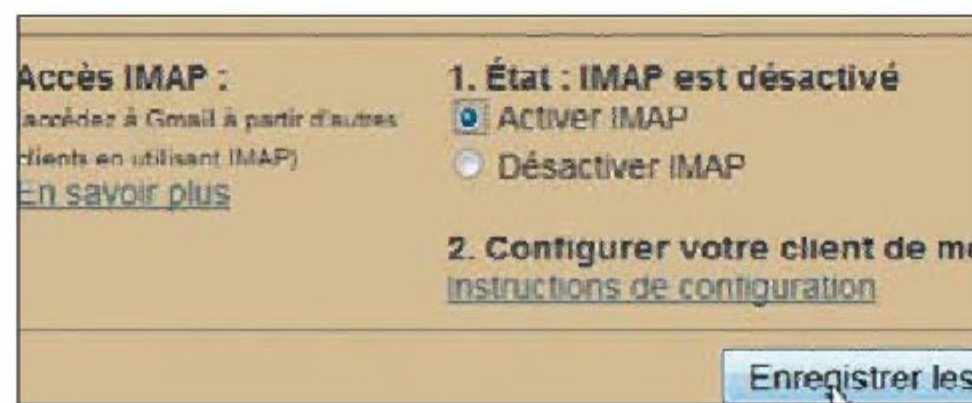 Accès IMAP :
(accédez à Gmail à partir d'autres
clients en utilisant IMAP)
En savoir plus
1. État : IMAP est désactivé
Activer IMAP
Désactiver IMAP
2. Configurer votre client de me
Instructions de configuration
Enregistrer les